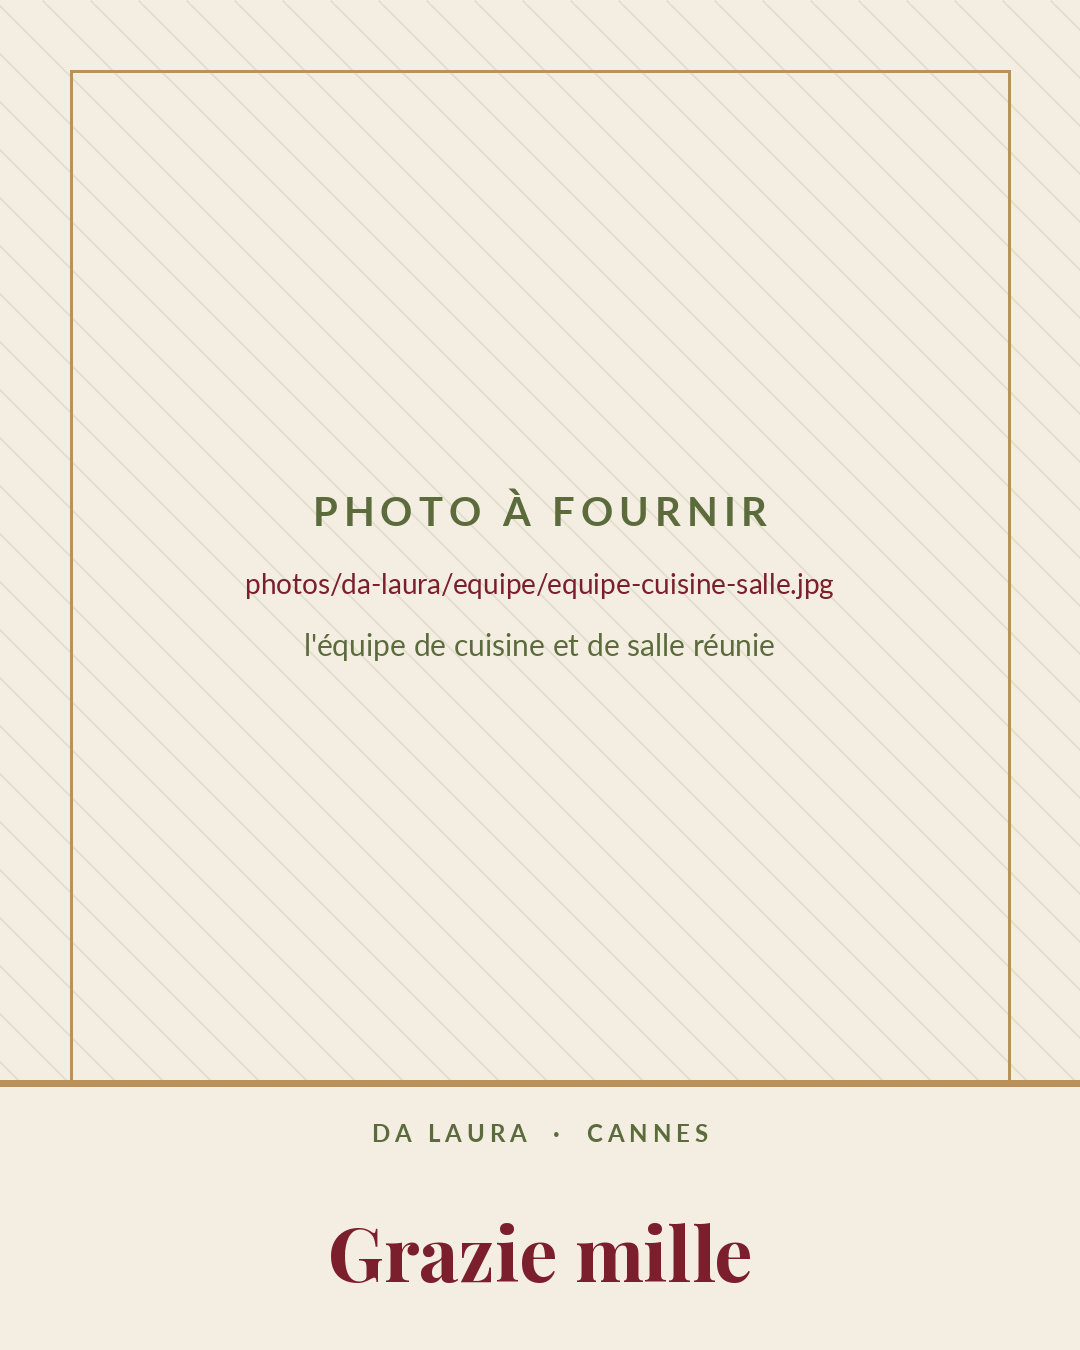 PHOTO À FOURNIR
photos/da-laura/equipe/equipe-cuisine-salle.jpg
l'équipe de cuisine et de salle réunie
DA LAURA · CANNES
Grazie mille